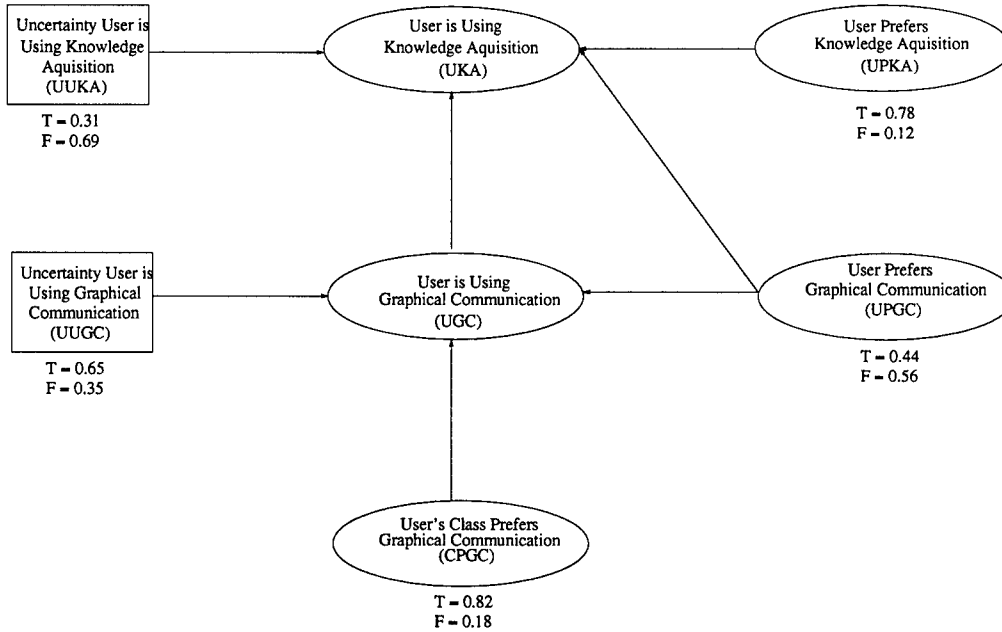 Uncertainty User is
Using Knowledge
Aquisition
(UUKA)
T = 0.31
F = 0.69
User is Using
Knowledge Aquisition
(UKA)
User Prefers
Knowledge Aquisition
(UPKA)
T = 0.78
F = 0.12
Uncertainty User is
Using Graphical
Communication
(UUGC)
T = 0.65
F = 0.35
User is Using
Graphical Communication
(UGC)
User Prefers
Graphical Communication
(UPGC)
T = 0.44
F = 0.56
User's Class Prefers
Graphical Communication
(CPGC)
T = 0.82
F = 0.18